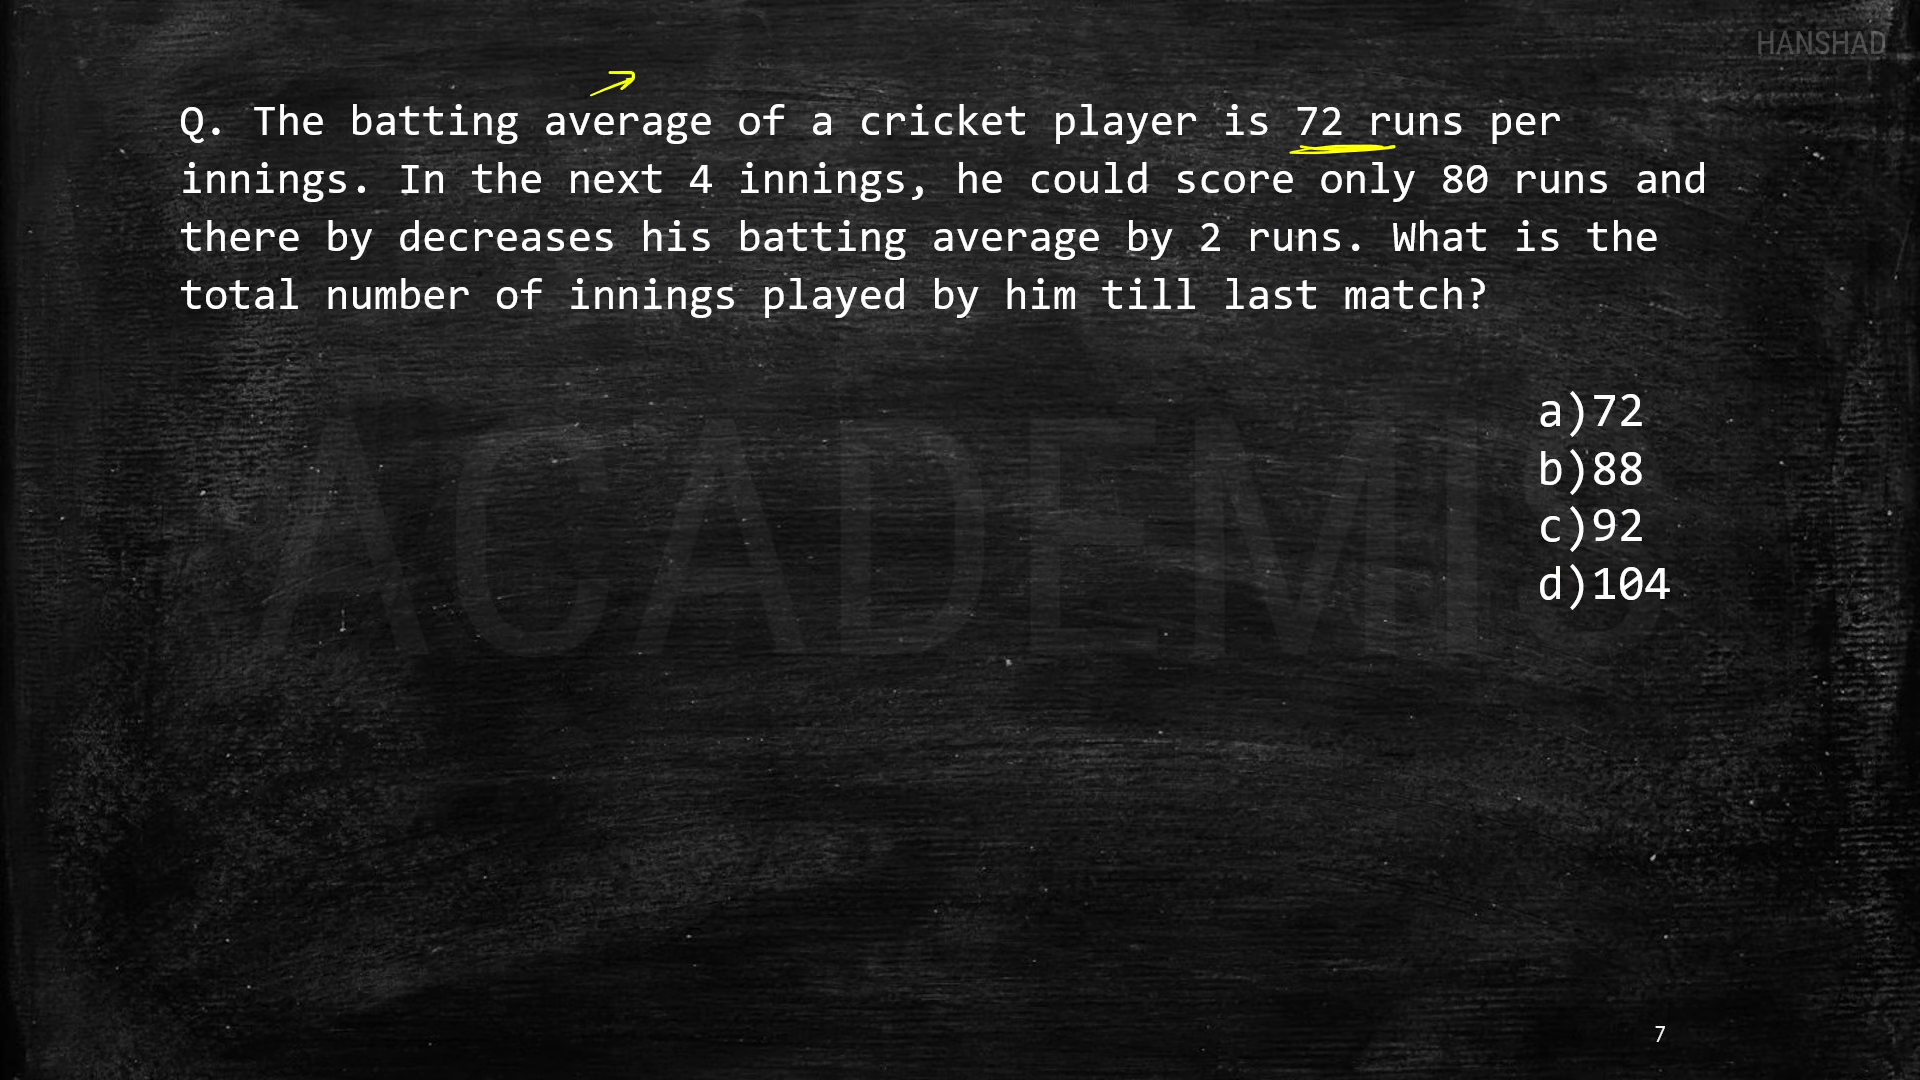 HANSHAD
Q. The batting average of a cricket player is 72 runs per
innings. In the next 4 innings, he could score only 80 runs and
there by decreases his batting average by 2 runs. What is the
total number of innings played by him till last match?
ACADEMIS
a)72
b)88
c)92
d)104
7